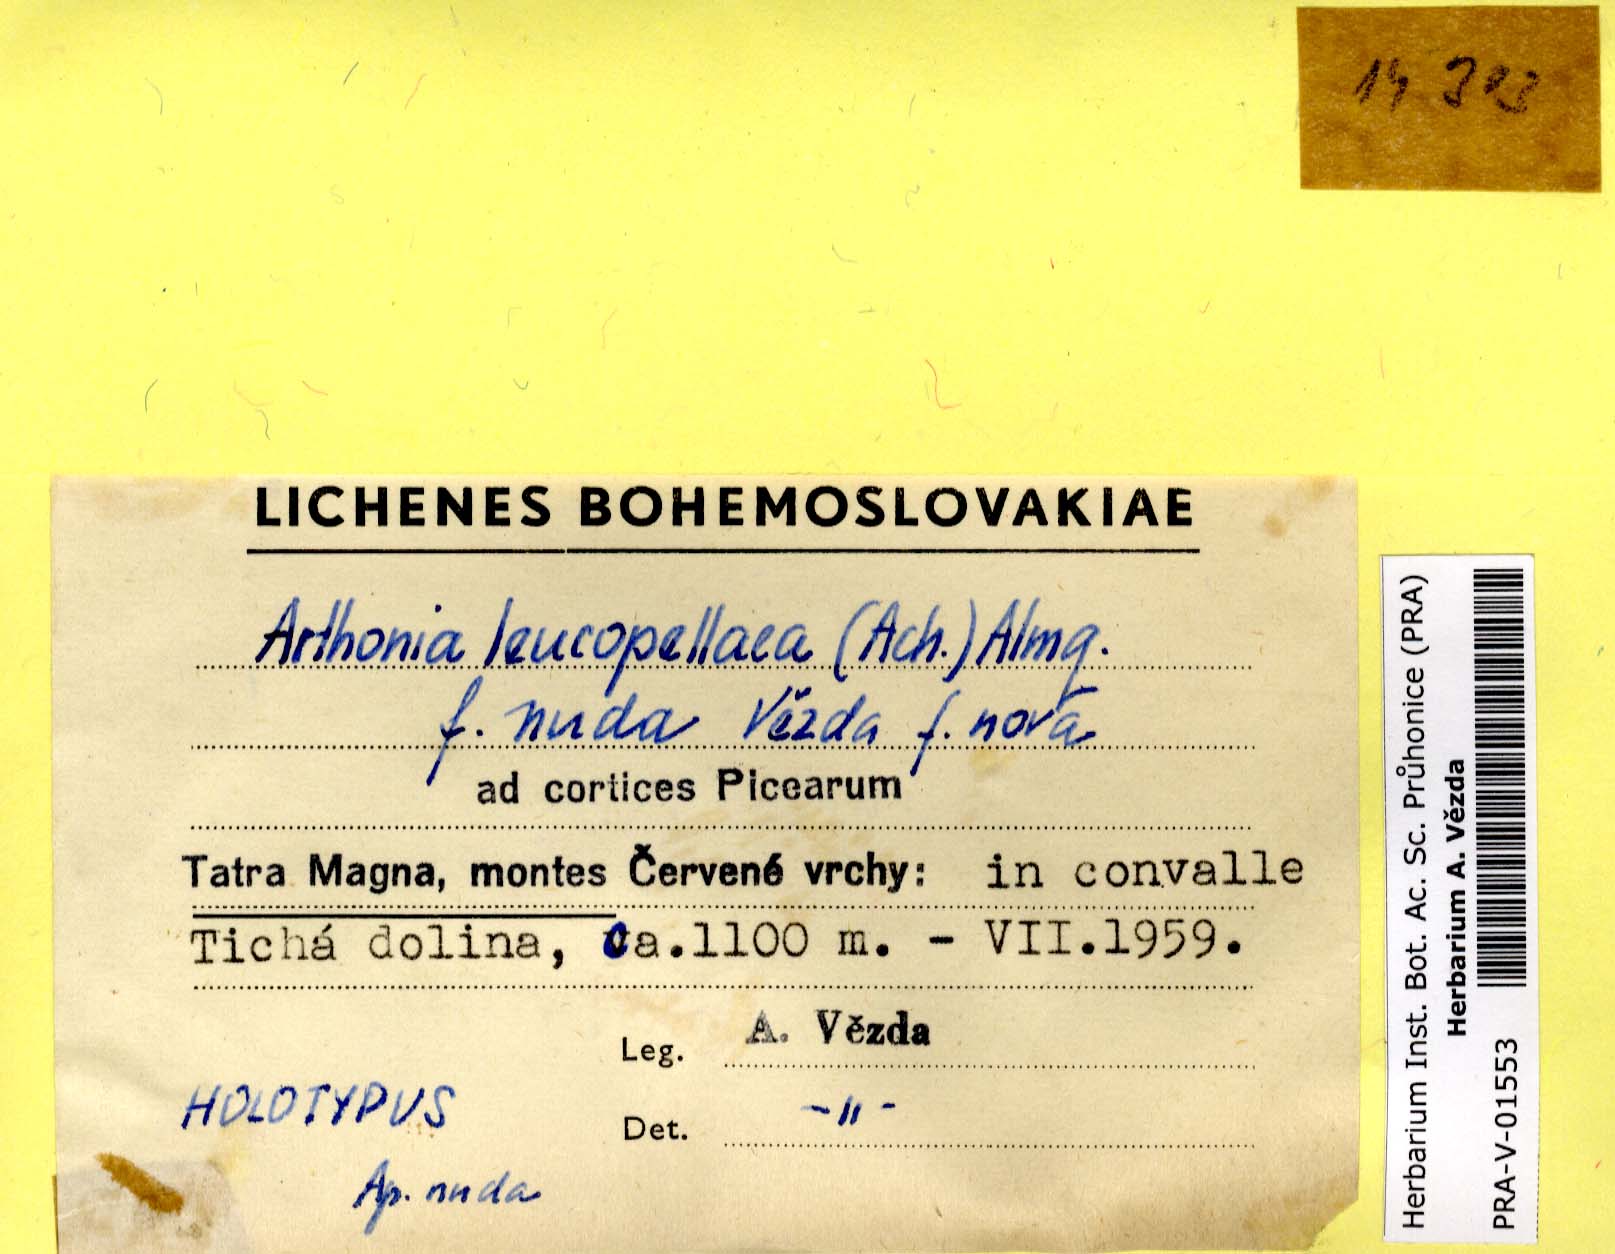 LICHENES BOHEMOSLOVAKIAE
Arthonia leucopellaea (Ach.) Almq.
f. nuda Vězda f. nova
ad cortices Picearum
Tatra Magna, montes Červené vrchy: in convalle
Tichá dolina, ca.1100 m. - VII.1959.
Leg. A. Vězda
HOLOTYPUS
Det. -"-
Ap. nuda
Herbarium Inst. Bot. Ac. Sc. Průhonice (PRA)
Herbarium A. Vězda
PRA-V-01553